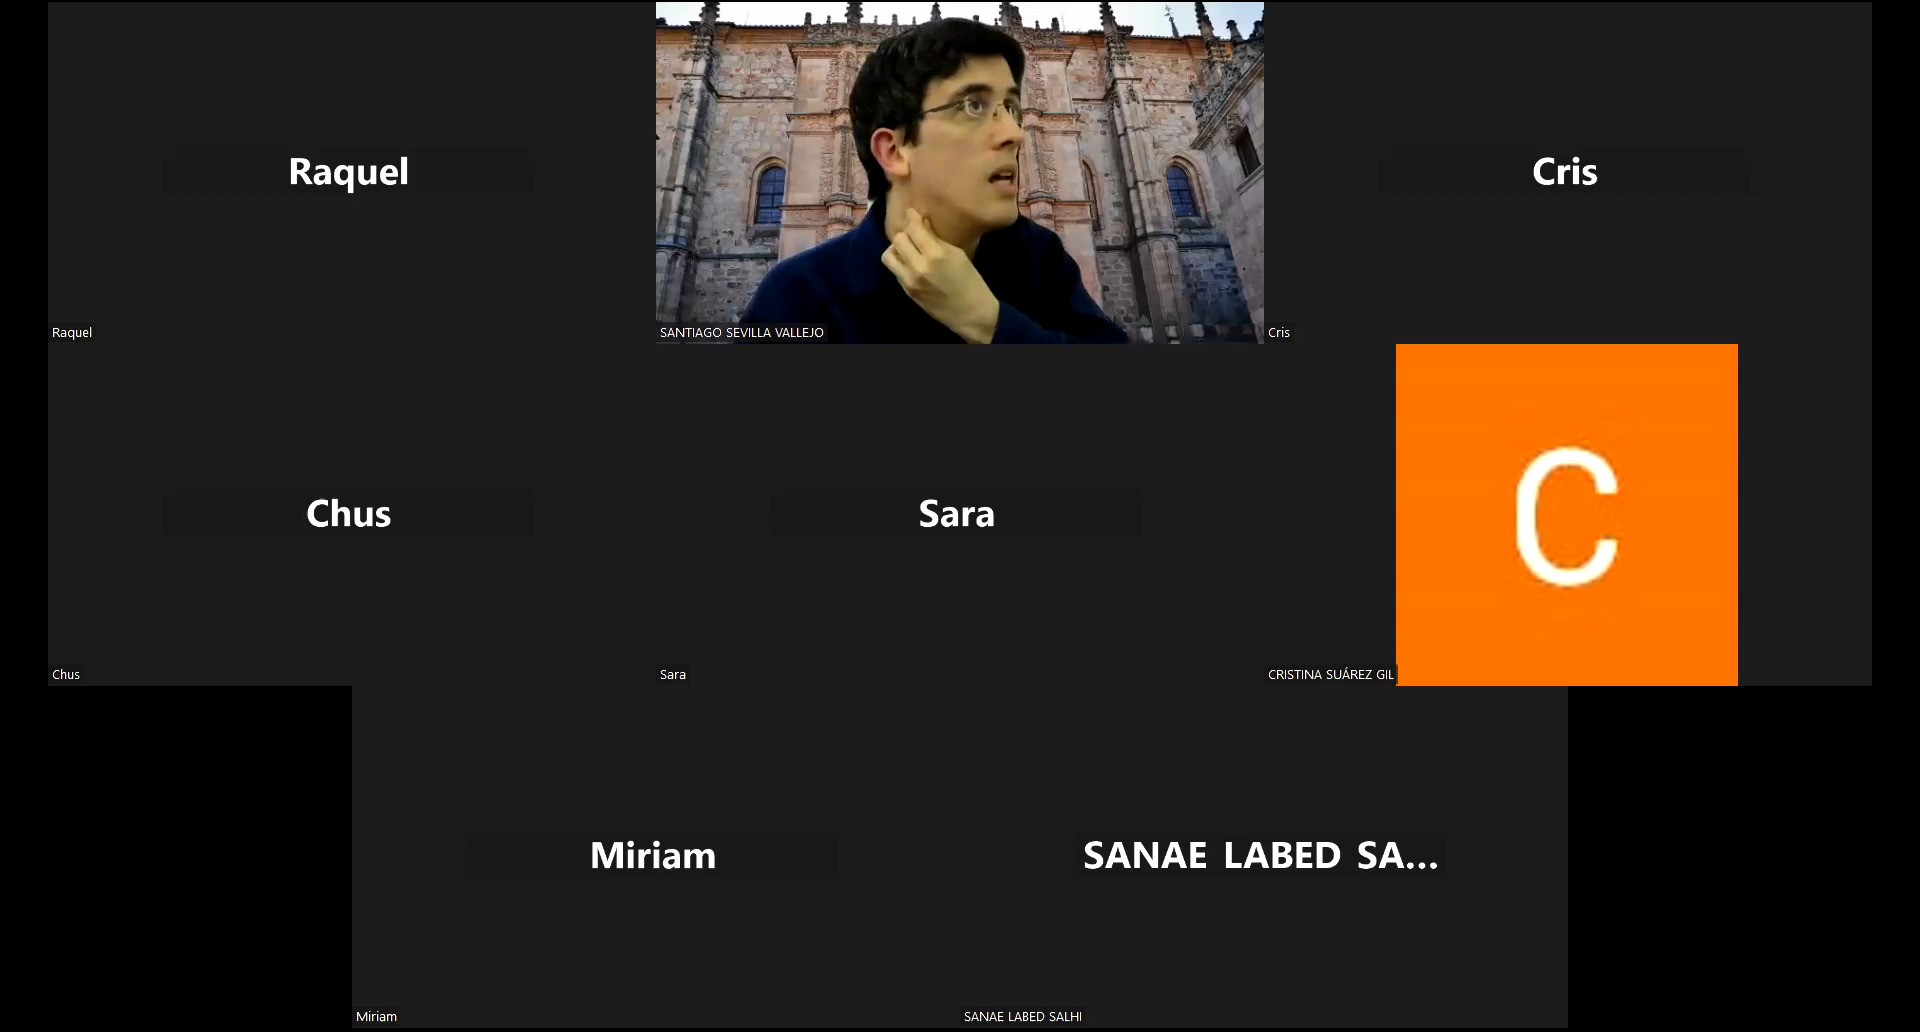 Raquel
Raquel
SANTIAGO SEVILLA VALLEJO
Cris
Cris
Chus
Chus
Sara
Sara
C
CRISTINA SUÁREZ GIL
Miriam
Miriam
SANAE LABED SA...
SANAE LABED SALHI